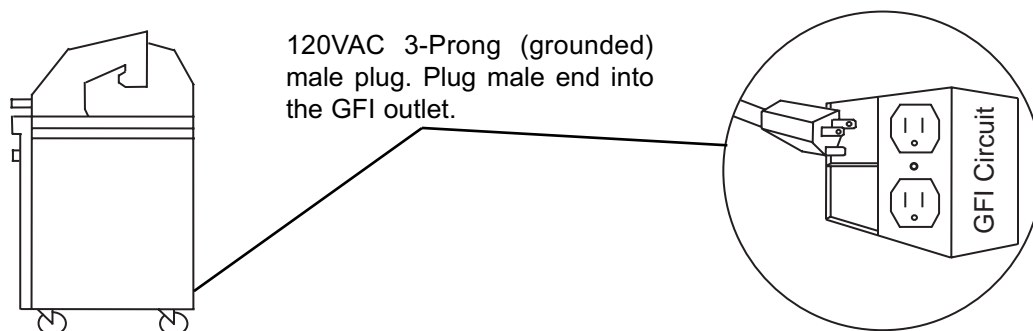 120VAC 3-Prong (grounded)
male plug. Plug male end into
the GFI outlet.
GFI Circuit